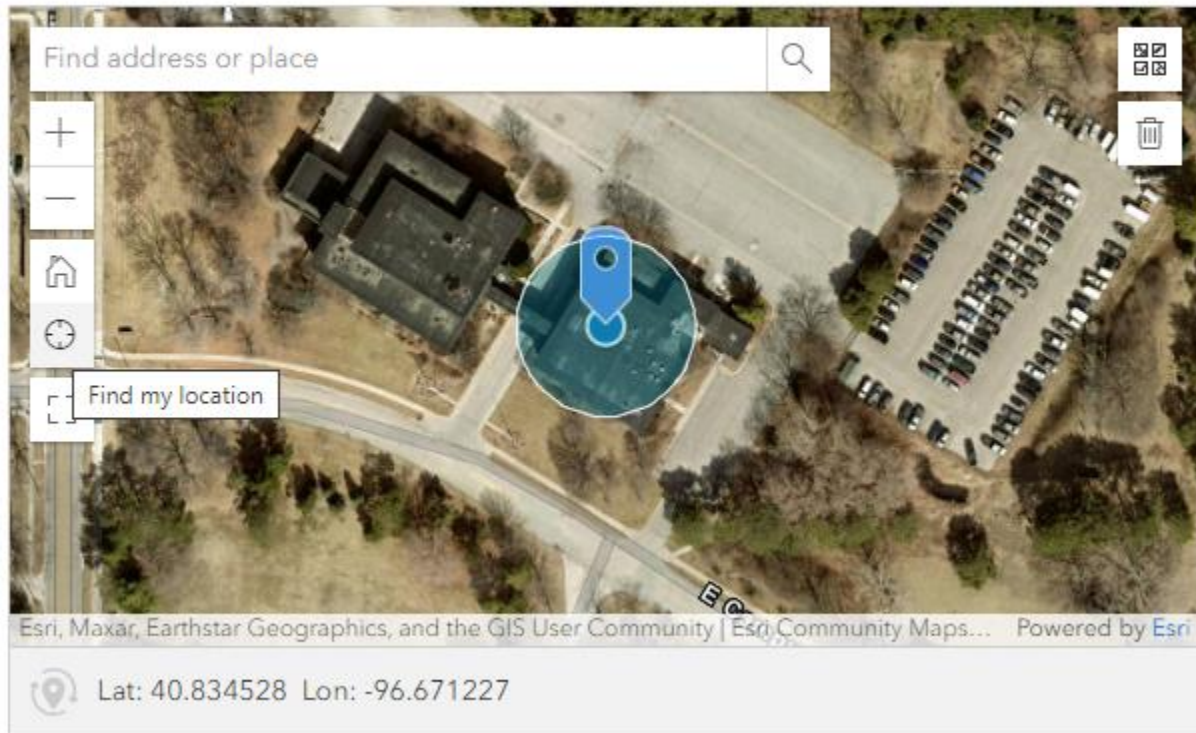 Find address or place
Find my location
E C
Esri, Maxar, Earthstar Geographics, and the GIS User Community | Esri Community Maps... Powered by Esri
Lat: 40.834528 Lon: -96.671227